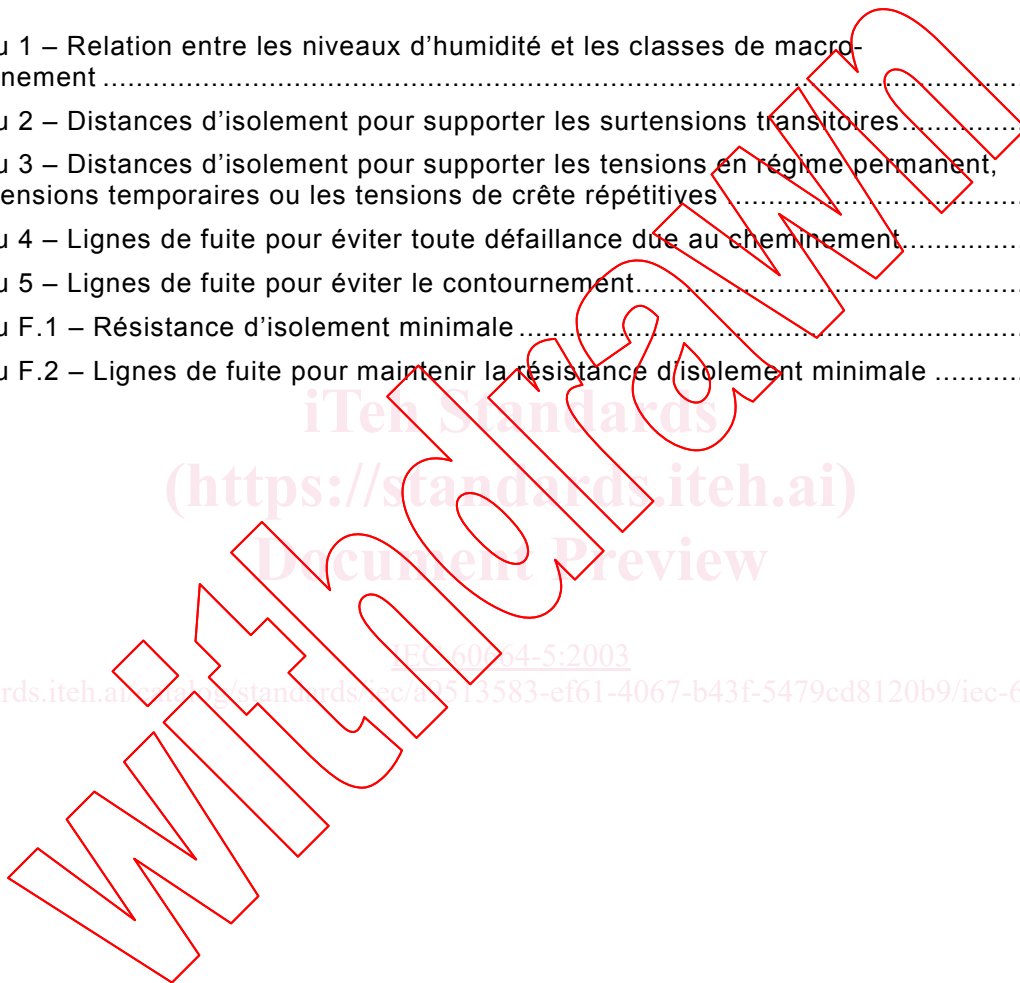 u 1 – Relation entre les niveaux d’humidité et les classes de macro-
nement ................................................................
u 2 – Distances d’isolement pour supporter les surtensions transitoires................
u 3 – Distances d’isolement pour supporter les tensions en régime permanent,
ensions temporaires ou les tensions de crête répétitives ................
u 4 – Lignes de fuite pour éviter toute défaillance due au cheminement................
u 5 – Lignes de fuite pour éviter le contournement................
u F.1 – Résistance d’isolement minimale ................
u F.2 – Lignes de fuite pour maintenir la résistance d’isolement minimale ...........
iTeh Standards
(https://standards.iteh.ai)
Document Preview
IEC 60664-5:2003
rds.iteh.ai/catalog/standards/iec/a9513583-ef61-4067-b43f-5479cd8120b9/iec-6
withdrawn